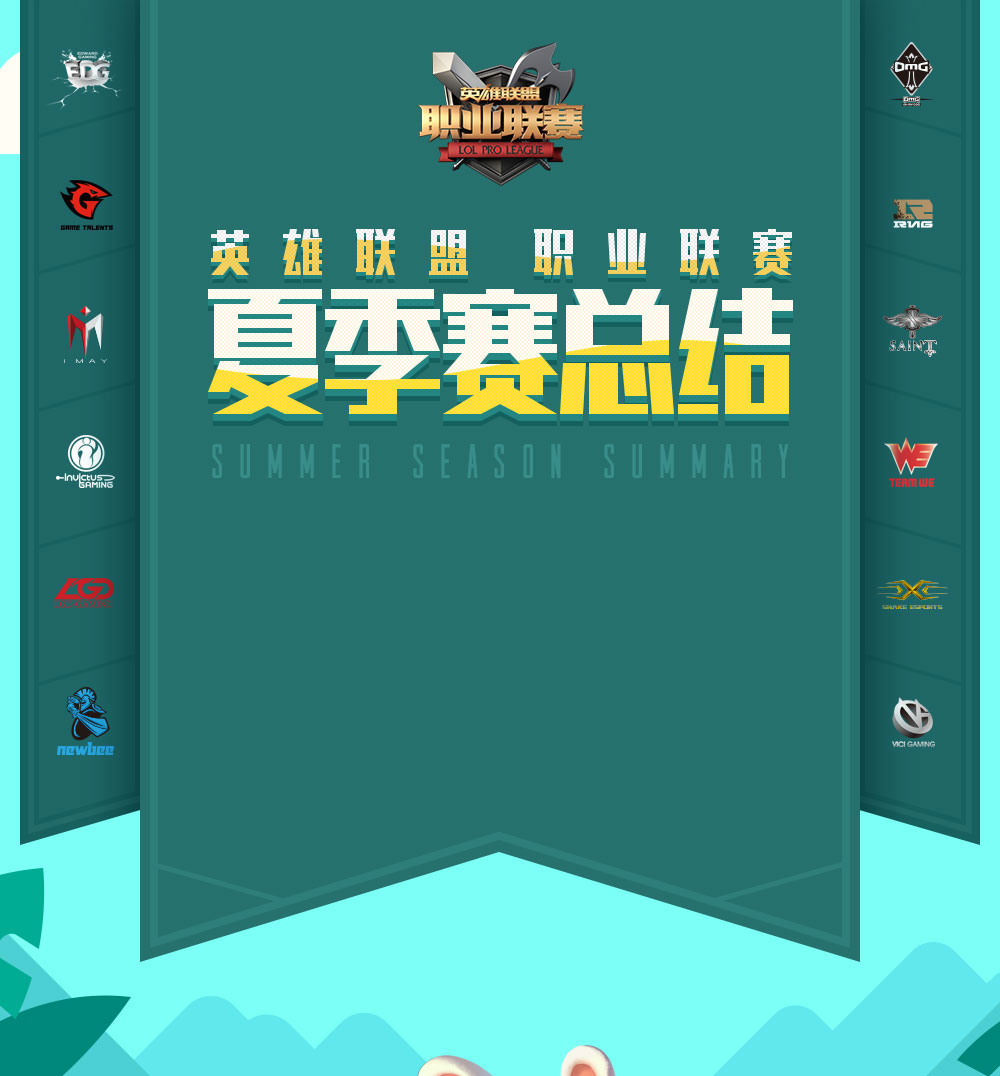 英雄联盟
职业联赛
LOL PRO LEAGUE
英雄联盟 职业联赛
夏季赛总结
SUMMER SEASON SUMMARY
EDWARD GAMING
EDG
GAME TALENTS
I MAY
invictus GAMING
LGD
newbee
OMG
OMG
RNG
SAINT
WE
TEAM WE
SNAKE ESPORTS
VICI GAMING